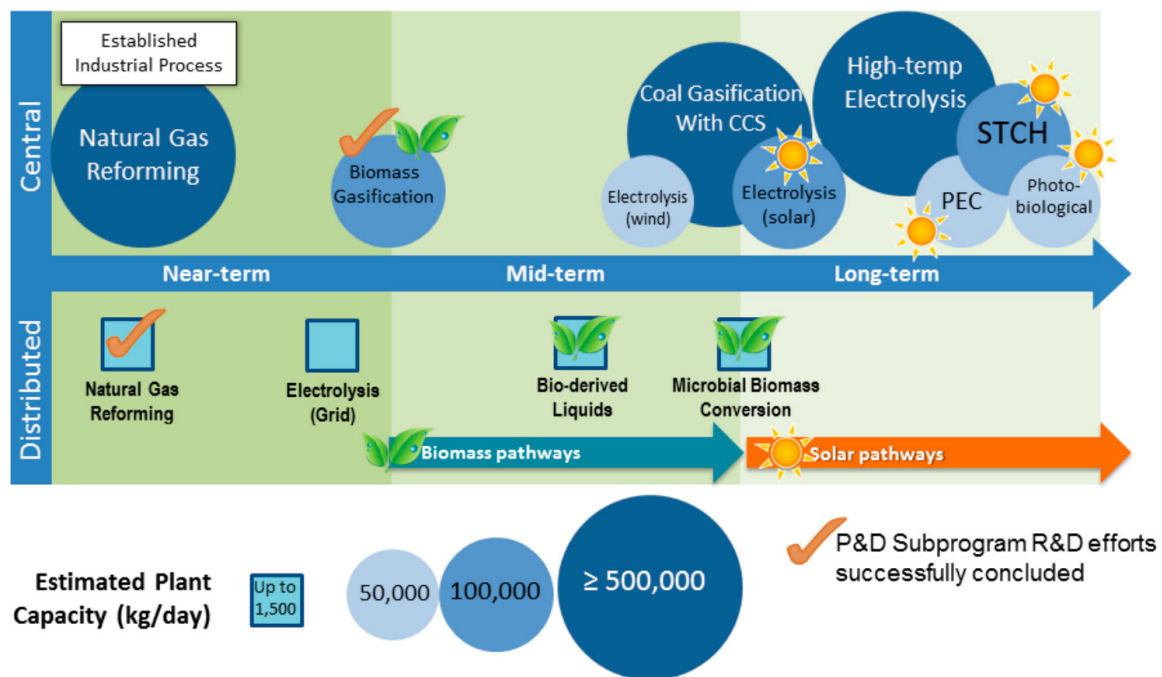 Central
Established
Industrial Process
Natural Gas
Reforming
Biomass
Gasification
Coal Gasification
With CCS
Electrolysis
(wind)
Electrolysis
(solar)
High-temp
Electrolysis
STCH
PEC
Photo-
biological
Near-term
Mid-term
Long-term
Distributed
Natural Gas
Reforming
Electrolysis
(Grid)
Bio-derived
Liquids
Microbial Biomass
Conversion
Biomass pathways
Solar pathways
Estimated Plant
Capacity (kg/day)
Up to
1,500
50,000
100,000
≥ 500,000
P&D Subprogram R&D efforts
successfully concluded